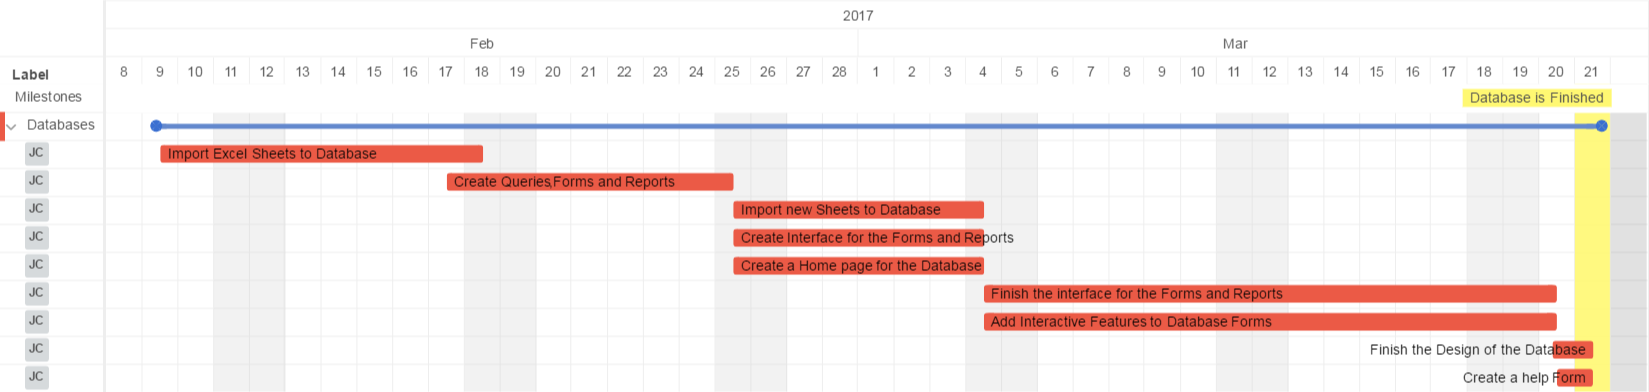 2017
Feb Mar
Label 8 9 10 11 12 13 14 15 16 17 18 19 20 21 22 23 24 25 26 27 28 1 2 3 4 5 6 7 8 9 10 11 12 13 14 15 16 17 18 19 20 21
Milestones Database is Finished
Databases
JC Import Excel Sheets to Database
JC Create Queries,Forms and Reports
JC Import new Sheets to Database
JC Create Interface for the Forms and Reports
JC Create a Home page for the Database
JC Finish the interface for the Forms and Reports
JC Add Interactive Features to Database Forms
JC Finish the Design of the Database
JC Create a help Form